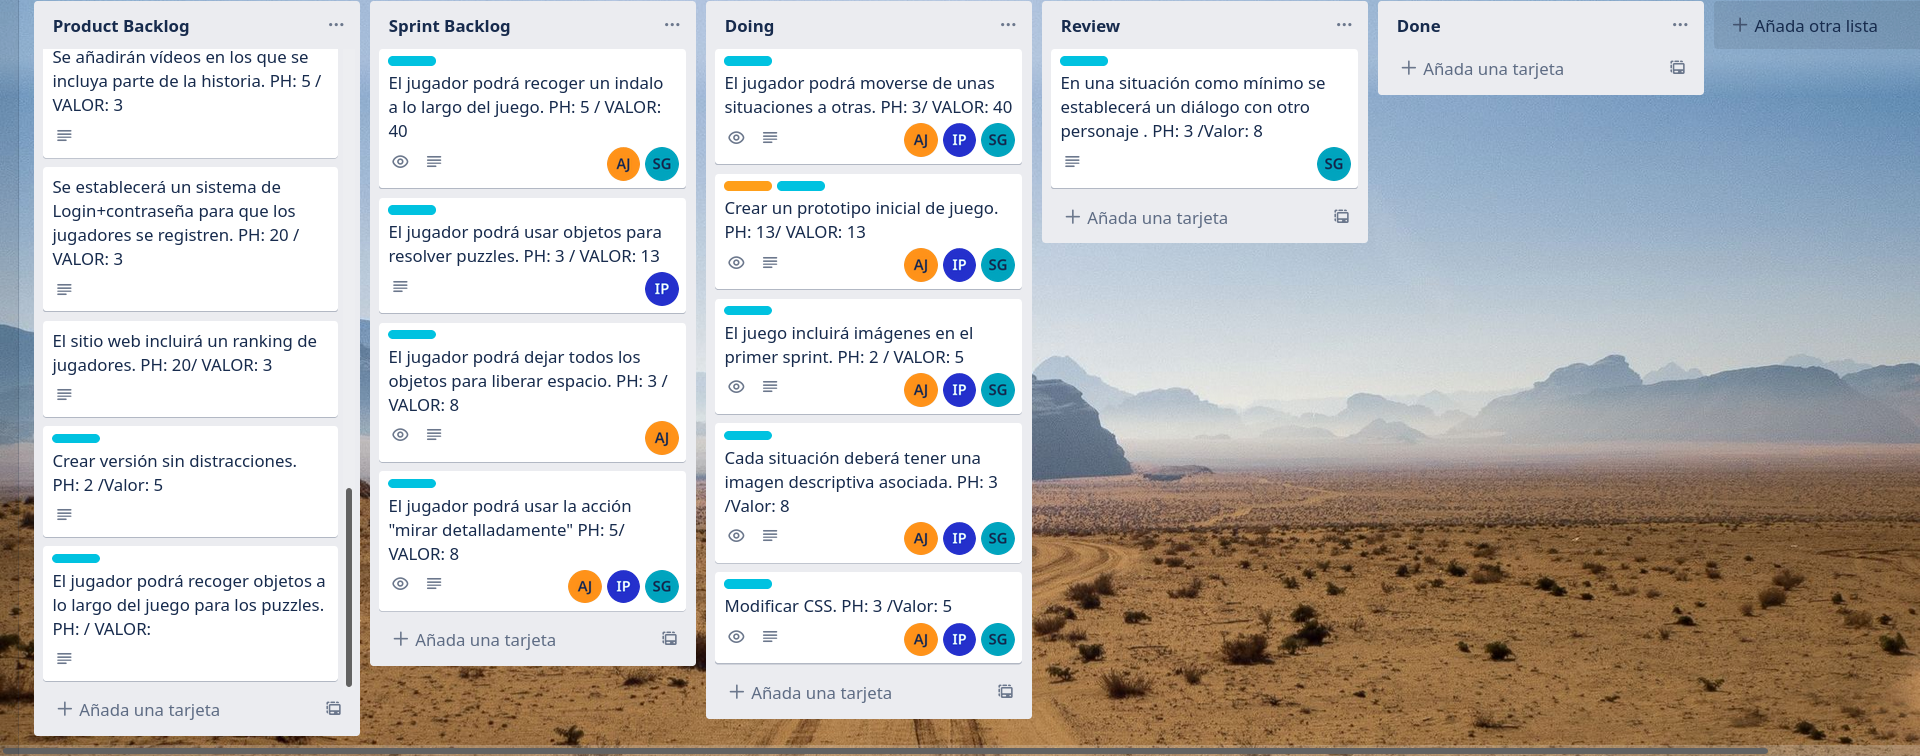 Product Backlog
Se añadirán vídeos en los que se
incluya parte de la historia. PH: 5 /
VALOR: 3
Se establecerá un sistema de
Login+contraseña para que los
jugadores se registren. PH: 20 /
VALOR: 3
El sitio web incluirá un ranking de
jugadores. PH: 20/ VALOR: 3
Crear versión sin distracciones.
PH: 2 /Valor: 5
El jugador podrá recoger objetos a
lo largo del juego para los puzzles.
PH: / VALOR:
Añada una tarjeta
Sprint Backlog
El jugador podrá recoger un indalo
a lo largo del juego. PH: 5 / VALOR:
40
AJ SG
El jugador podrá usar objetos para
resolver puzzles. PH: 3 / VALOR: 13
IP
El jugador podrá dejar todos los
objetos para liberar espacio. PH: 3 /
VALOR: 8
AJ
El jugador podrá usar la acción
"mirar detalladamente" PH: 5/
VALOR: 8
AJ IP SG
Añada una tarjeta
Doing
El jugador podrá moverse de unas
situaciones a otras. PH: 3/ VALOR: 40
AJ IP SG
Crear un prototipo inicial de juego.
PH: 13/ VALOR: 13
AJ IP SG
El juego incluirá imágenes en el
primer sprint. PH: 2 / VALOR: 5
AJ IP SG
Cada situación deberá tener una
imagen descriptiva asociada. PH: 3
/Valor: 8
AJ IP SG
Modificar CSS. PH: 3 /Valor: 5
AJ IP SG
Añada una tarjeta
Review
En una situación como mínimo se
establecerá un diálogo con otro
personaje . PH: 3 /Valor: 8
SG
Añada una tarjeta
Done
Añada una tarjeta
Añada otra lista